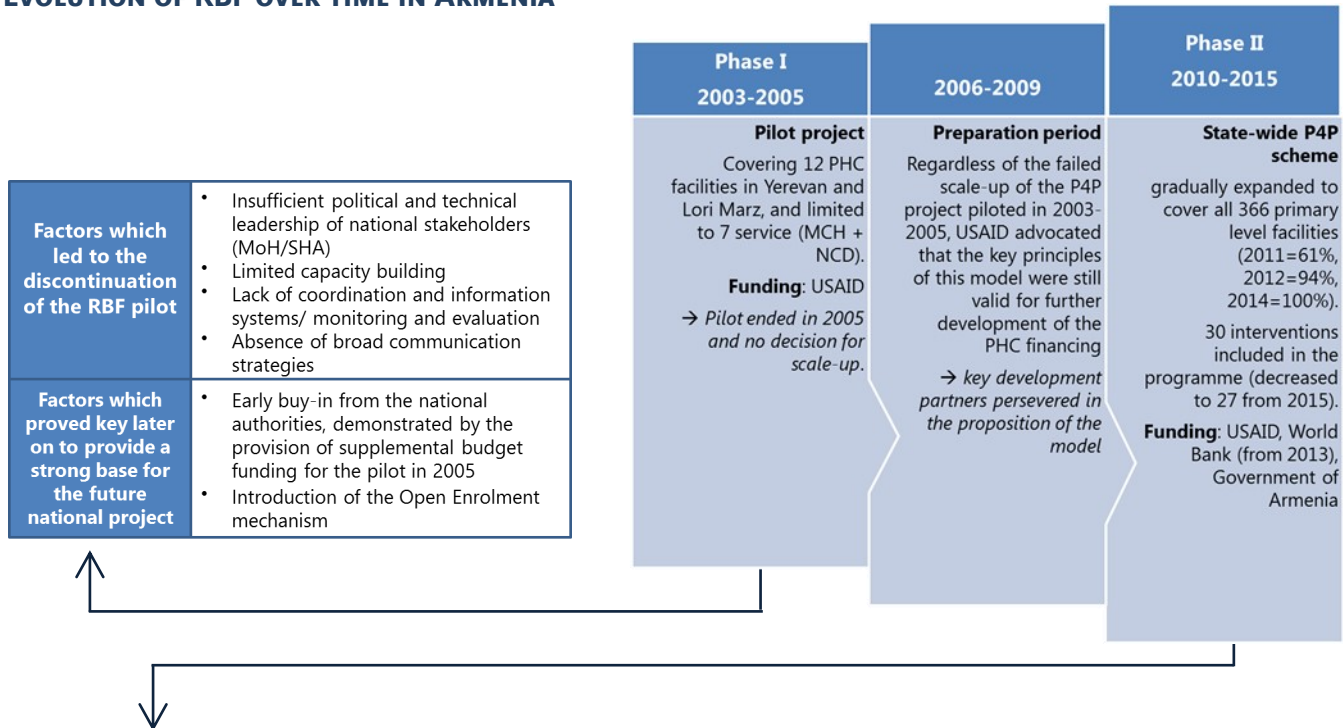 EVOLUTION OF RBF OVER TIME IN ARMENIA
Factors which
led to the
discontinuation
of the RBF pilot
• Insufficient political and technical
leadership of national stakeholders
(MoH/SHA)
• Limited capacity building
• Lack of coordination and information
systems/ monitoring and evaluation
• Absence of broad communication
strategies
Factors which
proved key later
on to provide a
strong base for
the future
national project
• Early buy-in from the national
authorities, demonstrated by the
provision of supplemental budget
funding for the pilot in 2005
• Introduction of the Open Enrolment
mechanism
Phase I
2003-2005
Pilot project
Covering 12 PHC
facilities in Yerevan and
Lori Marz, and limited
to 7 service (MCH +
NCD).
Funding: USAID
→ Pilot ended in 2005
and no decision for
scale-up.
2006-2009
Preparation period
Regardless of the failed
scale-up of the P4P
project piloted in 2003-
2005, USAID advocated
that the key principles
of this model were still
valid for further
development of the
PHC financing
→ key development
partners persevered in
the proposition of the
model
Phase II
2010-2015
State-wide P4P
scheme
gradually expanded to
cover all 366 primary
level facilities
(2011=61%,
2012=94%,
2014=100%).
30 interventions
included in the
programme (decreased
to 27 from 2015).
Funding: USAID, World
Bank (from 2013),
Government of
Armenia